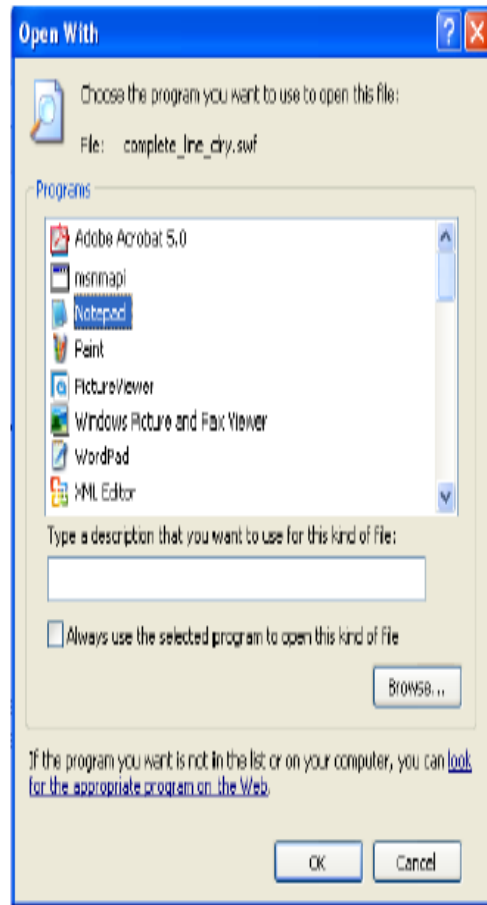 Open With
Choose the program you want to use to open this file:
File: complete_line_ciry.swf
Programs
Adobe Acrobat 5.0
msnmapi
Notepad
Paint
PictureViewer
Windows Picture and Fax Viewer
WordPad
XML Editor
Type a description that you want to use for this kind of file:
Always use the selected program to open this kind of file
Browse...
If the program you want is not in the list or on your computer, you can look
for the appropriate program on the Web.
OK
Cancel